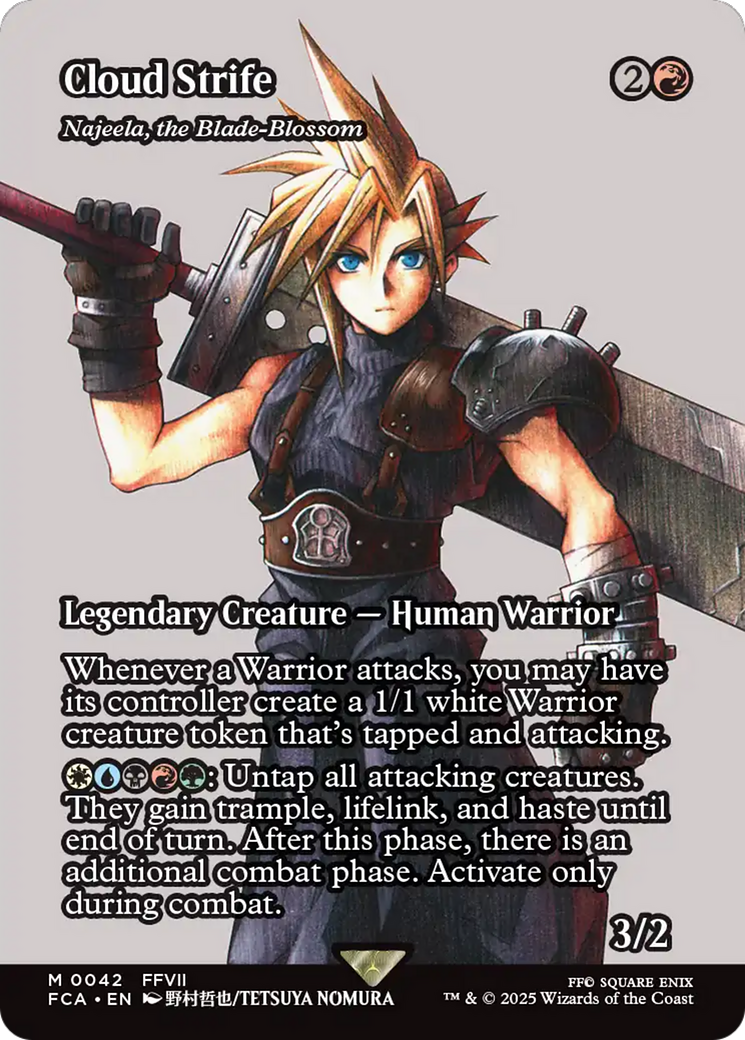 Cloud Strife
2
Najeela, the Blade-Blossom
Legendary Creature — Human Warrior
Whenever a Warrior attacks, you may have
its controller create a 1/1 white Warrior
creature token that's tapped and attacking.
: Untap all attacking creatures.
They gain trample, lifelink, and haste until
end of turn. After this phase, there is an
additional combat phase. Activate only
during combat.
3/2
M 0042 FFVII
FCA • EN 野村哲也/TETSUYA NOMURA
FF© SQUARE ENIX
™ & © 2025 Wizards of the Coast